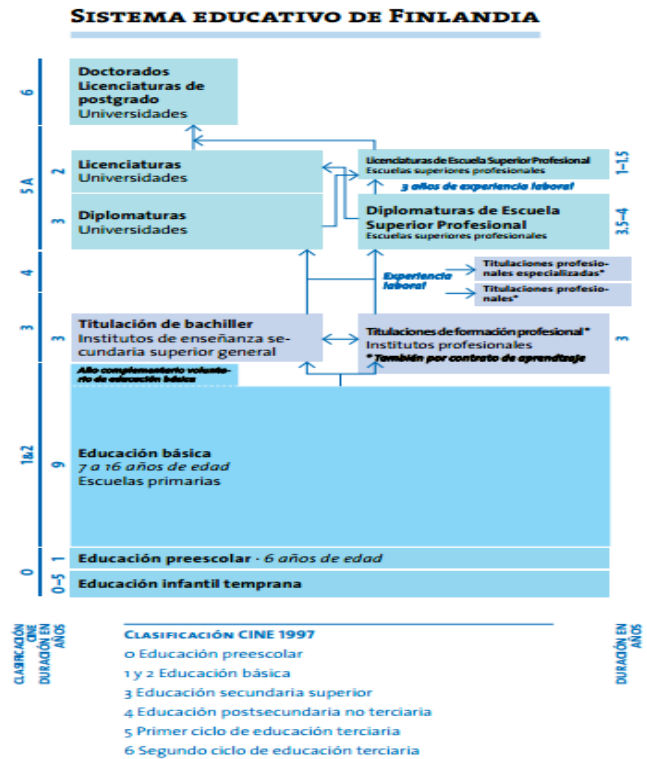 SISTEMA EDUCATIVO DE FINLANDIA
6
Doctorados
Licenciaturas de
postgrado
Universidades
5 A
2
Licenciaturas
Universidades
Licenciaturas de Escuela Superior Profesional
Escuelas superiores profesionales
1–1.5
3 años de experiencia laboral
3
Diplomaturas
Universidades
Diplomaturas de Escuela
Superior Profesional
Escuelas superiores profesionales
3.5–4
4
Experiencia
laboral
Titulaciones profesio-
nales especializadas*
Titulaciones profesio-
nales*
3
3
Titulación de bachiller
Institutos de enseñanza se-
cundaria superior general
Titulaciones de formación profesional*
Institutos profesionales
* También por contrato de aprendizaje
3
Año complementario volunta-
rio de educación básica
1&2
9
Educación básica
7 a 16 años de edad
Escuelas primarias
0
1
Educación preescolar - 6 años de edad
0–5
Educación infantil temprana
CLASIFICACIÓN
CINE
DURACIÓN EN
AÑOS
CLASIFICACIÓN CINE 1997
0 Educación preescolar
1 y 2 Educación básica
3 Educación secundaria superior
4 Educación postsecundaria no terciaria
5 Primer ciclo de educación terciaria
6 Segundo ciclo de educación terciaria
DURACIÓN EN
AÑOS